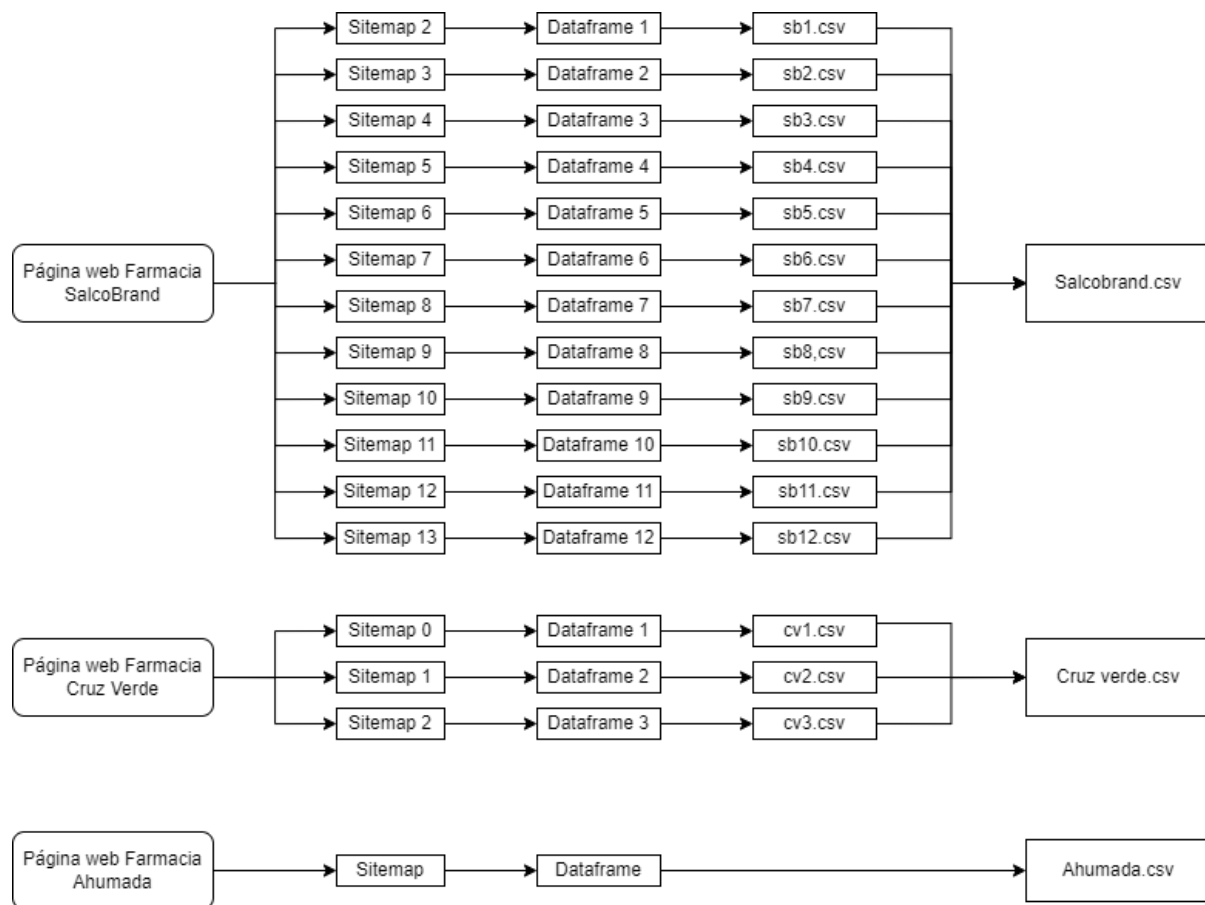 Sitemap 2
Dataframe 1
sb1.csv
Sitemap 3
Dataframe 2
sb2.csv
Sitemap 4
Dataframe 3
sb3.csv
Sitemap 5
Dataframe 4
sb4.csv
Sitemap 6
Dataframe 5
sb5.csv
Página web Farmacia
SalcoBrand
Sitemap 7
Dataframe 6
sb6.csv
Salcobrand.csv
Sitemap 8
Dataframe 7
sb7.csv
Sitemap 9
Dataframe 8
sb8,csv
Sitemap 10
Dataframe 9
sb9.csv
Sitemap 11
Dataframe 10
sb10.csv
Sitemap 12
Dataframe 11
sb11.csv
Sitemap 13
Dataframe 12
sb12.csv
Página web Farmacia
Cruz Verde
Sitemap 0
Dataframe 1
cv1.csv
Sitemap 1
Dataframe 2
cv2.csv
Cruz verde.csv
Sitemap 2
Dataframe 3
cv3.csv
Página web Farmacia
Ahumada
Sitemap
Dataframe
Ahumada.csv